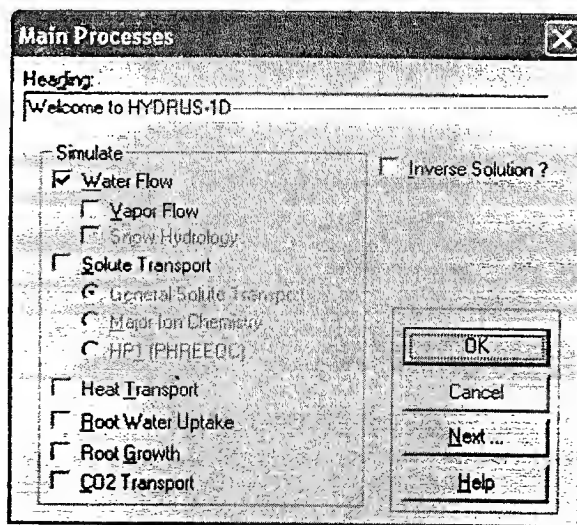 Main Processes
Heading:
Welcome to HYDRUS-1D
Simulate
Water Flow
Inverse Solution ?
Vapor Flow
Snow Hydrology
Solute Transport
General Solute Transport
Major Ion Chemistry
HP1 (PHREEQC)
OK
Heat Transport
Cancel
Root Water Uptake
Next ...
Root Growth
CO2 Transport
Help